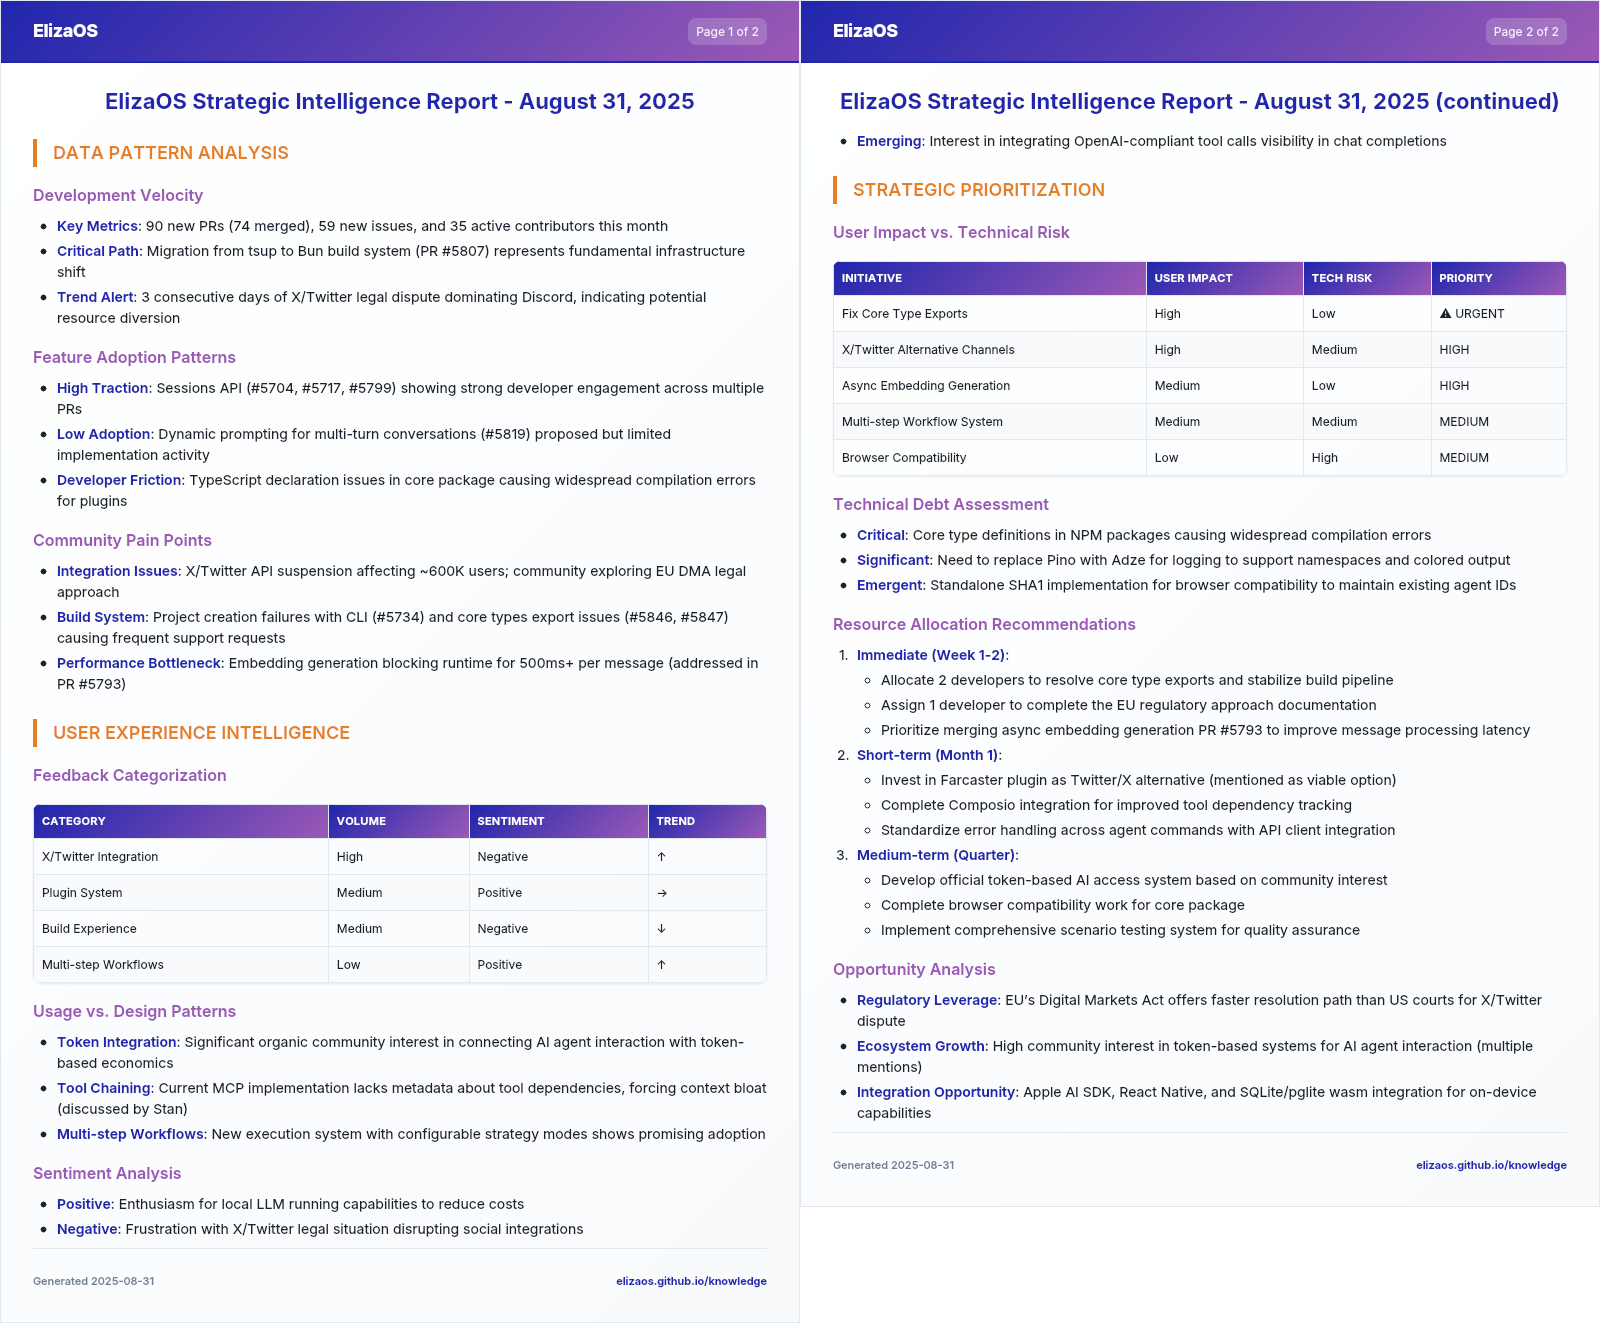 ElizaOS
Page 1 of 2
ElizaOS Strategic Intelligence Report - August 31, 2025
DATA PATTERN ANALYSIS
Development Velocity
• Key Metrics: 90 new PRs (74 merged), 59 new issues, and 35 active contributors this month
• Critical Path: Migration from tsup to Bun build system (PR #5807) represents fundamental infrastructure
shift
• Trend Alert: 3 consecutive days of X/Twitter legal dispute dominating Discord, indicating potential
resource diversion
Feature Adoption Patterns
• High Traction: Sessions API (#5704, #5717, #5799) showing strong developer engagement across multiple
PRs
• Low Adoption: Dynamic prompting for multi-turn conversations (#5819) proposed but limited
implementation activity
• Developer Friction: TypeScript declaration issues in core package causing widespread compilation errors
for plugins
Community Pain Points
• Integration Issues: X/Twitter API suspension affecting ~600K users; community exploring EU DMA legal
approach
• Build System: Project creation failures with CLI (#5734) and core types export issues (#5846, #5847)
causing frequent support requests
• Performance Bottleneck: Embedding generation blocking runtime for 500ms+ per message (addressed in
PR #5793)
USER EXPERIENCE INTELLIGENCE
Feedback Categorization
CATEGORY VOLUME SENTIMENT TREND
X/Twitter Integration High Negative ↑
Plugin System Medium Positive →
Build Experience Medium Negative ↓
Multi-step Workflows Low Positive ↑
Usage vs. Design Patterns
• Token Integration: Significant organic community interest in connecting AI agent interaction with token-
based economics
• Tool Chaining: Current MCP implementation lacks metadata about tool dependencies, forcing context bloat
(discussed by Stan)
• Multi-step Workflows: New execution system with configurable strategy modes shows promising adoption
Sentiment Analysis
• Positive: Enthusiasm for local LLM running capabilities to reduce costs
• Negative: Frustration with X/Twitter legal situation disrupting social integrations
Generated 2025-08-31
elizaos.github.io/knowledge
ElizaOS
Page 2 of 2
ElizaOS Strategic Intelligence Report - August 31, 2025 (continued)
• Emerging: Interest in integrating OpenAI-compliant tool calls visibility in chat completions
STRATEGIC PRIORITIZATION
User Impact vs. Technical Risk
INITIATIVE USER IMPACT TECH RISK PRIORITY
Fix Core Type Exports High Low ⚠ URGENT
X/Twitter Alternative Channels High Medium HIGH
Async Embedding Generation Medium Low HIGH
Multi-step Workflow System Medium Medium MEDIUM
Browser Compatibility Low High MEDIUM
Technical Debt Assessment
• Critical: Core type definitions in NPM packages causing widespread compilation errors
• Significant: Need to replace Pino with Adze for logging to support namespaces and colored output
• Emergent: Standalone SHA1 implementation for browser compatibility to maintain existing agent IDs
Resource Allocation Recommendations
1. Immediate (Week 1-2):
◦ Allocate 2 developers to resolve core type exports and stabilize build pipeline
◦ Assign 1 developer to complete the EU regulatory approach documentation
◦ Prioritize merging async embedding generation PR #5793 to improve message processing latency
2. Short-term (Month 1):
◦ Invest in Farcaster plugin as Twitter/X alternative (mentioned as viable option)
◦ Complete Composio integration for improved tool dependency tracking
◦ Standardize error handling across agent commands with API client integration
3. Medium-term (Quarter):
◦ Develop official token-based AI access system based on community interest
◦ Complete browser compatibility work for core package
◦ Implement comprehensive scenario testing system for quality assurance
Opportunity Analysis
• Regulatory Leverage: EU's Digital Markets Act offers faster resolution path than US courts for X/Twitter
dispute
• Ecosystem Growth: High community interest in token-based systems for AI agent interaction (multiple
mentions)
• Integration Opportunity: Apple AI SDK, React Native, and SQLite/pglite wasm integration for on-device
capabilities
Generated 2025-08-31
elizaos.github.io/knowledge